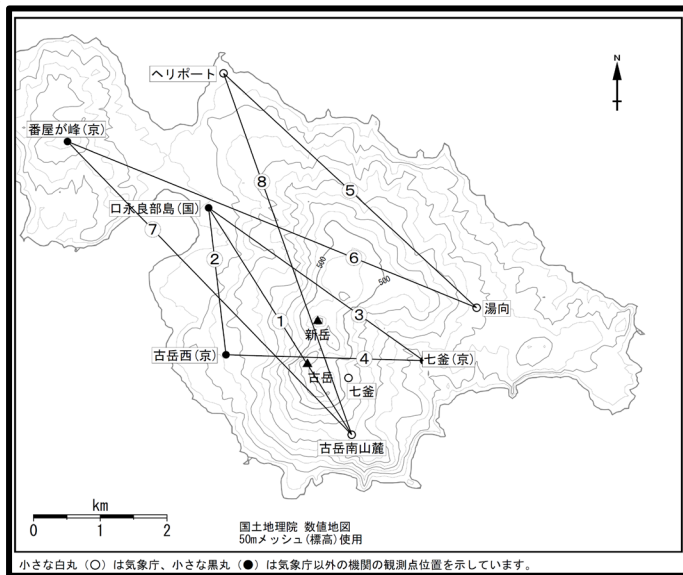 ヘリポート
N
番屋が峰(京)
⑧
⑤
口永良部島(国)
⑦
②
⑥
500
500
湯向
①
③
新岳
古岳西(京)
④
七釜(京)
古岳
七釜
古岳南山麓
km
0 1 2
国土地理院 数値地図
50mメッシュ(標高)使用
小さな白丸(○)は気象庁、小さな黒丸(●)は気象庁以外の機関の観測点位置を示しています。